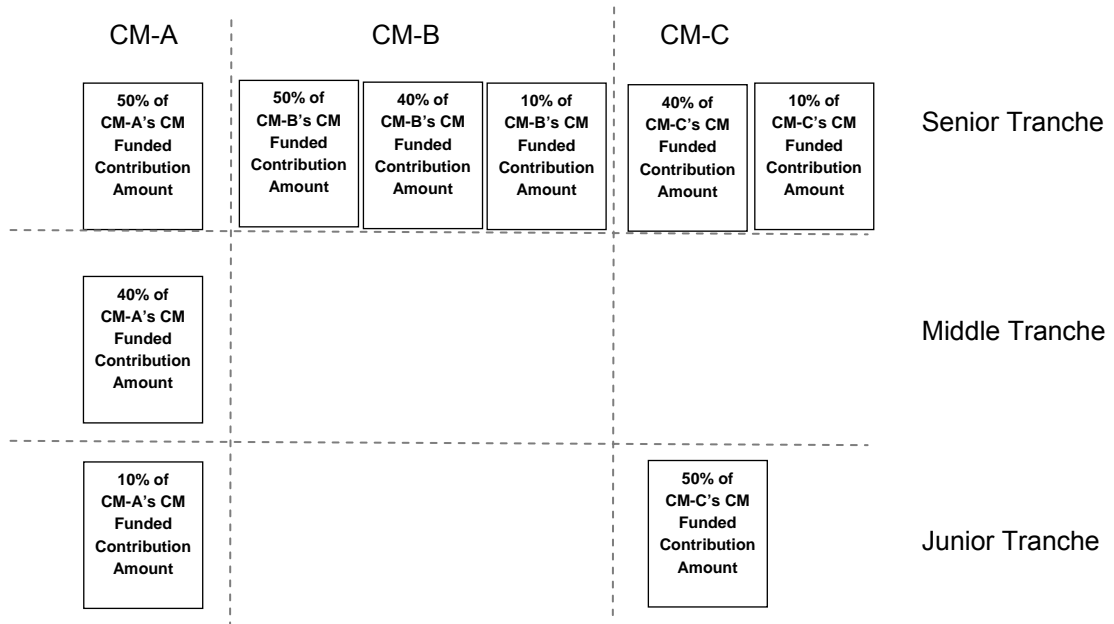 CM-A
CM-B
CM-C
50% of
CM-A's CM
Funded
Contribution
Amount
50% of
CM-B's CM
Funded
Contribution
Amount
40% of
CM-B's CM
Funded
Contribution
Amount
10% of
CM-B's CM
Funded
Contribution
Amount
40% of
CM-C's CM
Funded
Contribution
Amount
10% of
CM-C's CM
Funded
Contribution
Amount
Senior Tranche
40% of
CM-A's CM
Funded
Contribution
Amount
Middle Tranche
10% of
CM-A's CM
Funded
Contribution
Amount
50% of
CM-C's CM
Funded
Contribution
Amount
Junior Tranche